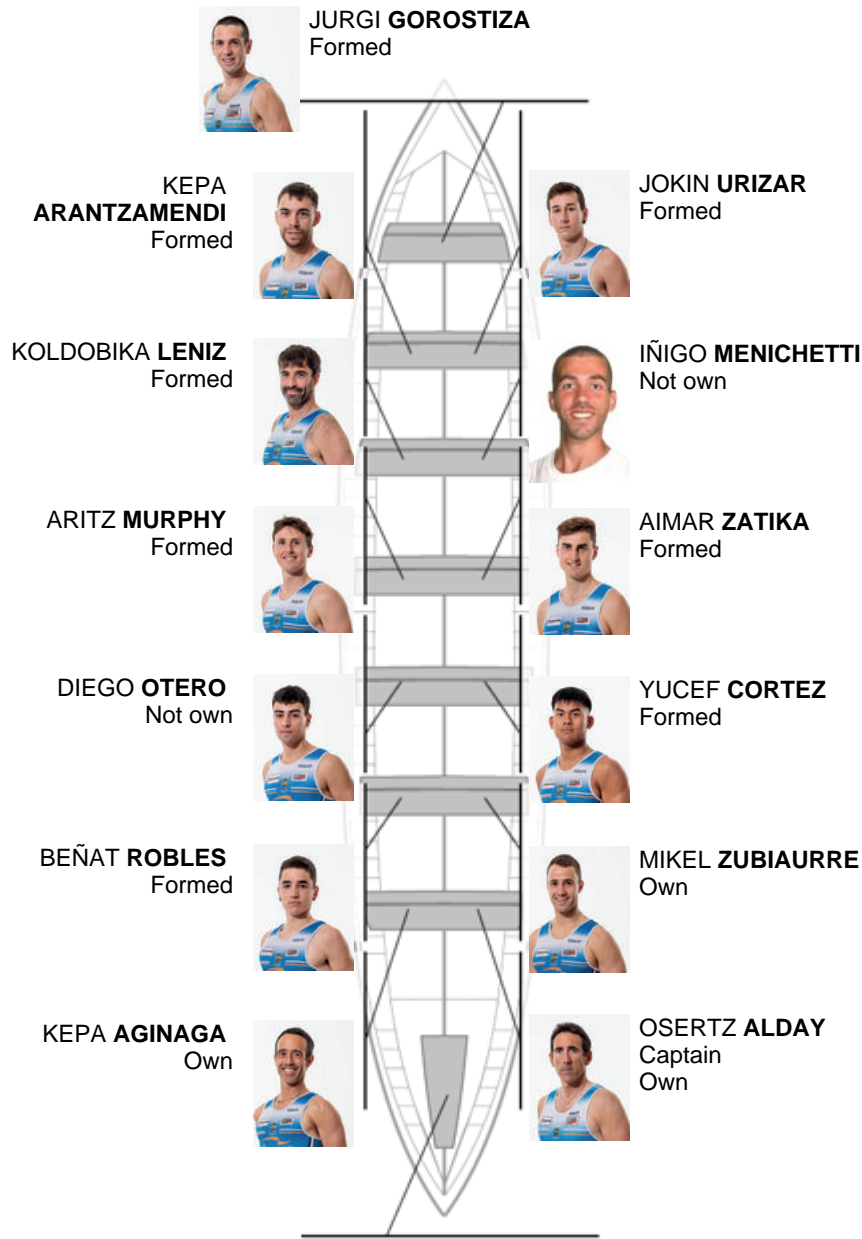 JURGI GOROSTIZA
Formed
KEPA
ARANTZAMENDI
Formed
JOKIN URIZAR
Formed
KOLDOBIKA LENIZ
Formed
IÑIGO MENICHETTI
Not own
ARITZ MURPHY
Formed
AIMAR ZATIKA
Formed
DIEGO OTERO
Not own
YUCEF CORTEZ
Formed
BEÑAT ROBLES
Formed
MIKEL ZUBIAURRE
Own
KEPA AGINAGA
Own
OSERTZ ALDAY
Captain
Own